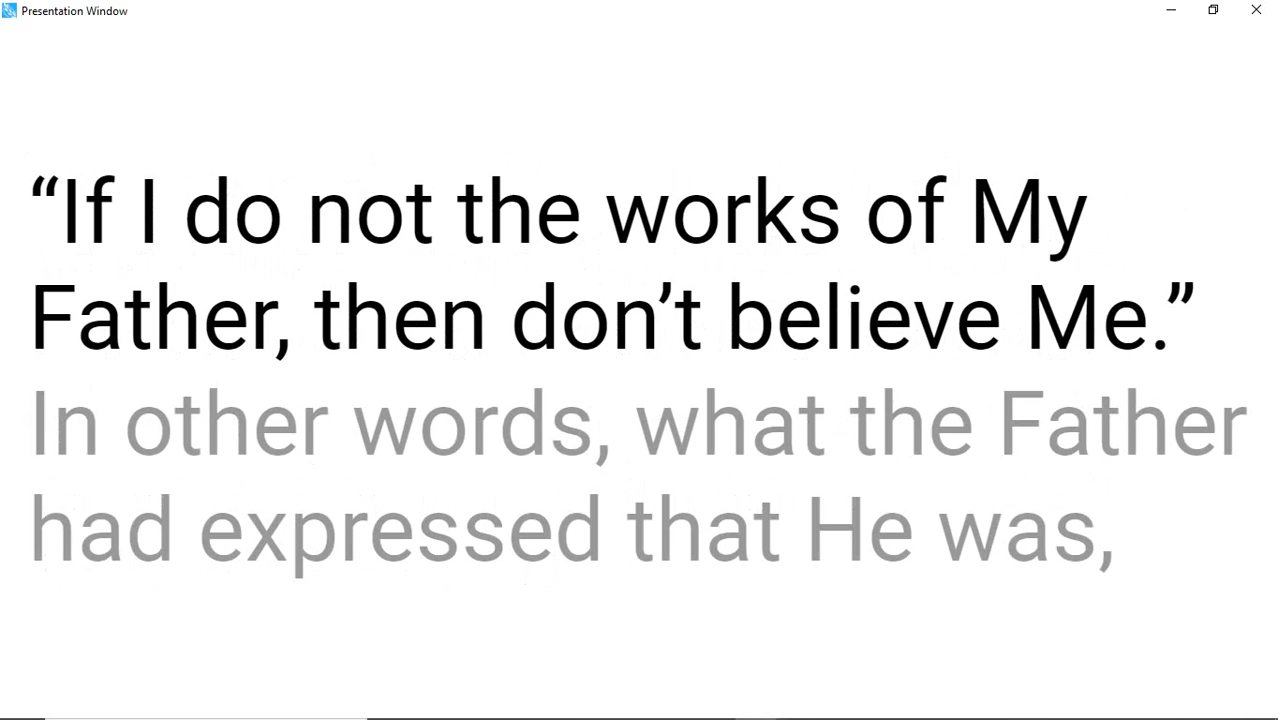 Presentation Window
“If I do not the works of My
Father, then don’t believe Me.”
In other words, what the Father
had expressed that He was,